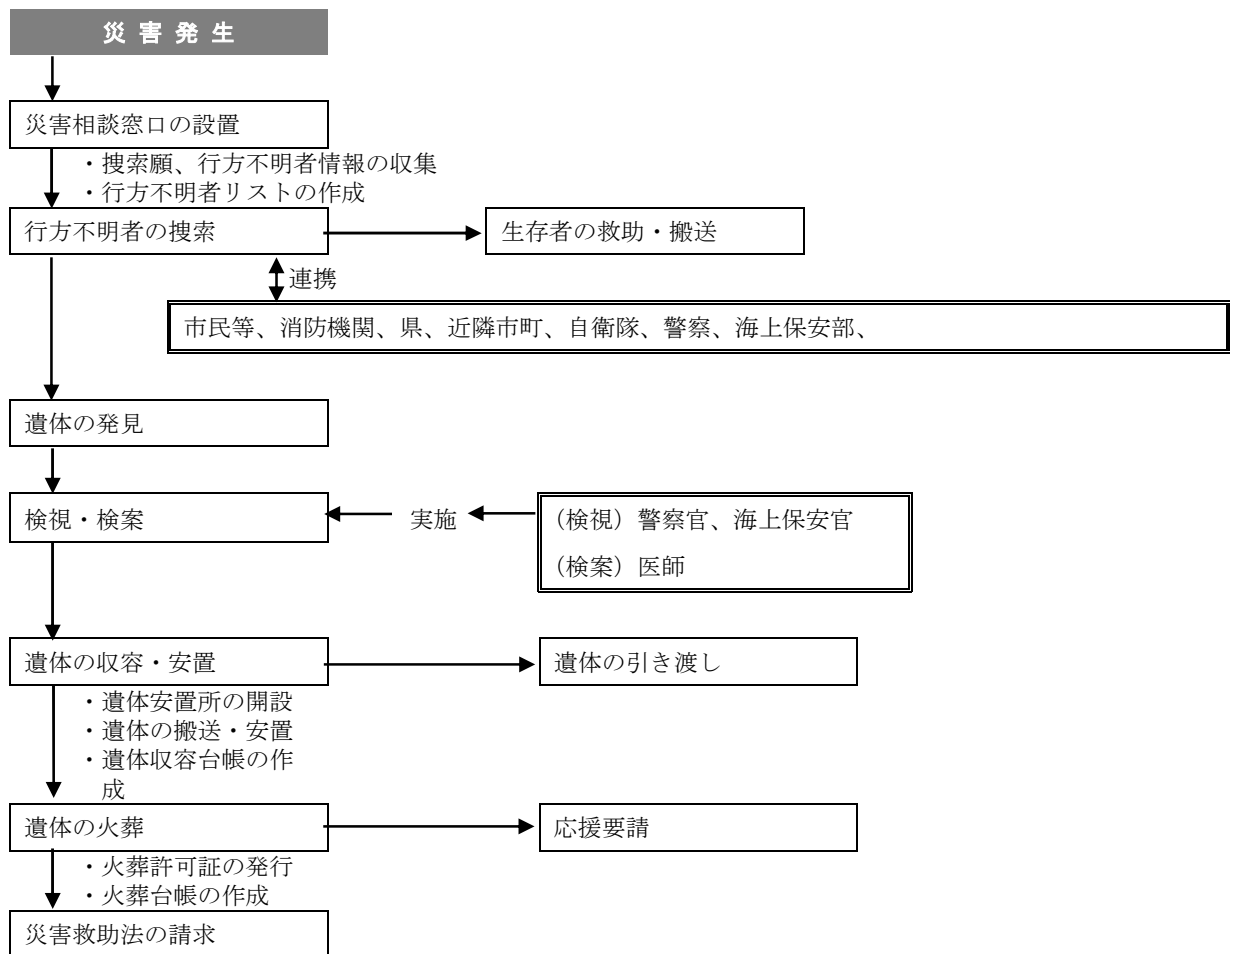 災害発生
災害相談窓口の設置
・捜索願、行方不明者情報の収集
・行方不明者リストの作成
行方不明者の捜索
生存者の救助・搬送
連携
市民等、消防機関、県、近隣市町、自衛隊、警察、海上保安部、
遺体の発見
検視・検案
実施
（検視）警察官、海上保安官
（検案）医師
遺体の収容・安置
遺体の引き渡し
・遺体安置所の開設
・遺体の搬送・安置
・遺体収容台帳の作
成
遺体の火葬
応援要請
・火葬許可証の発行
・火葬台帳の作成
災害救助法の請求